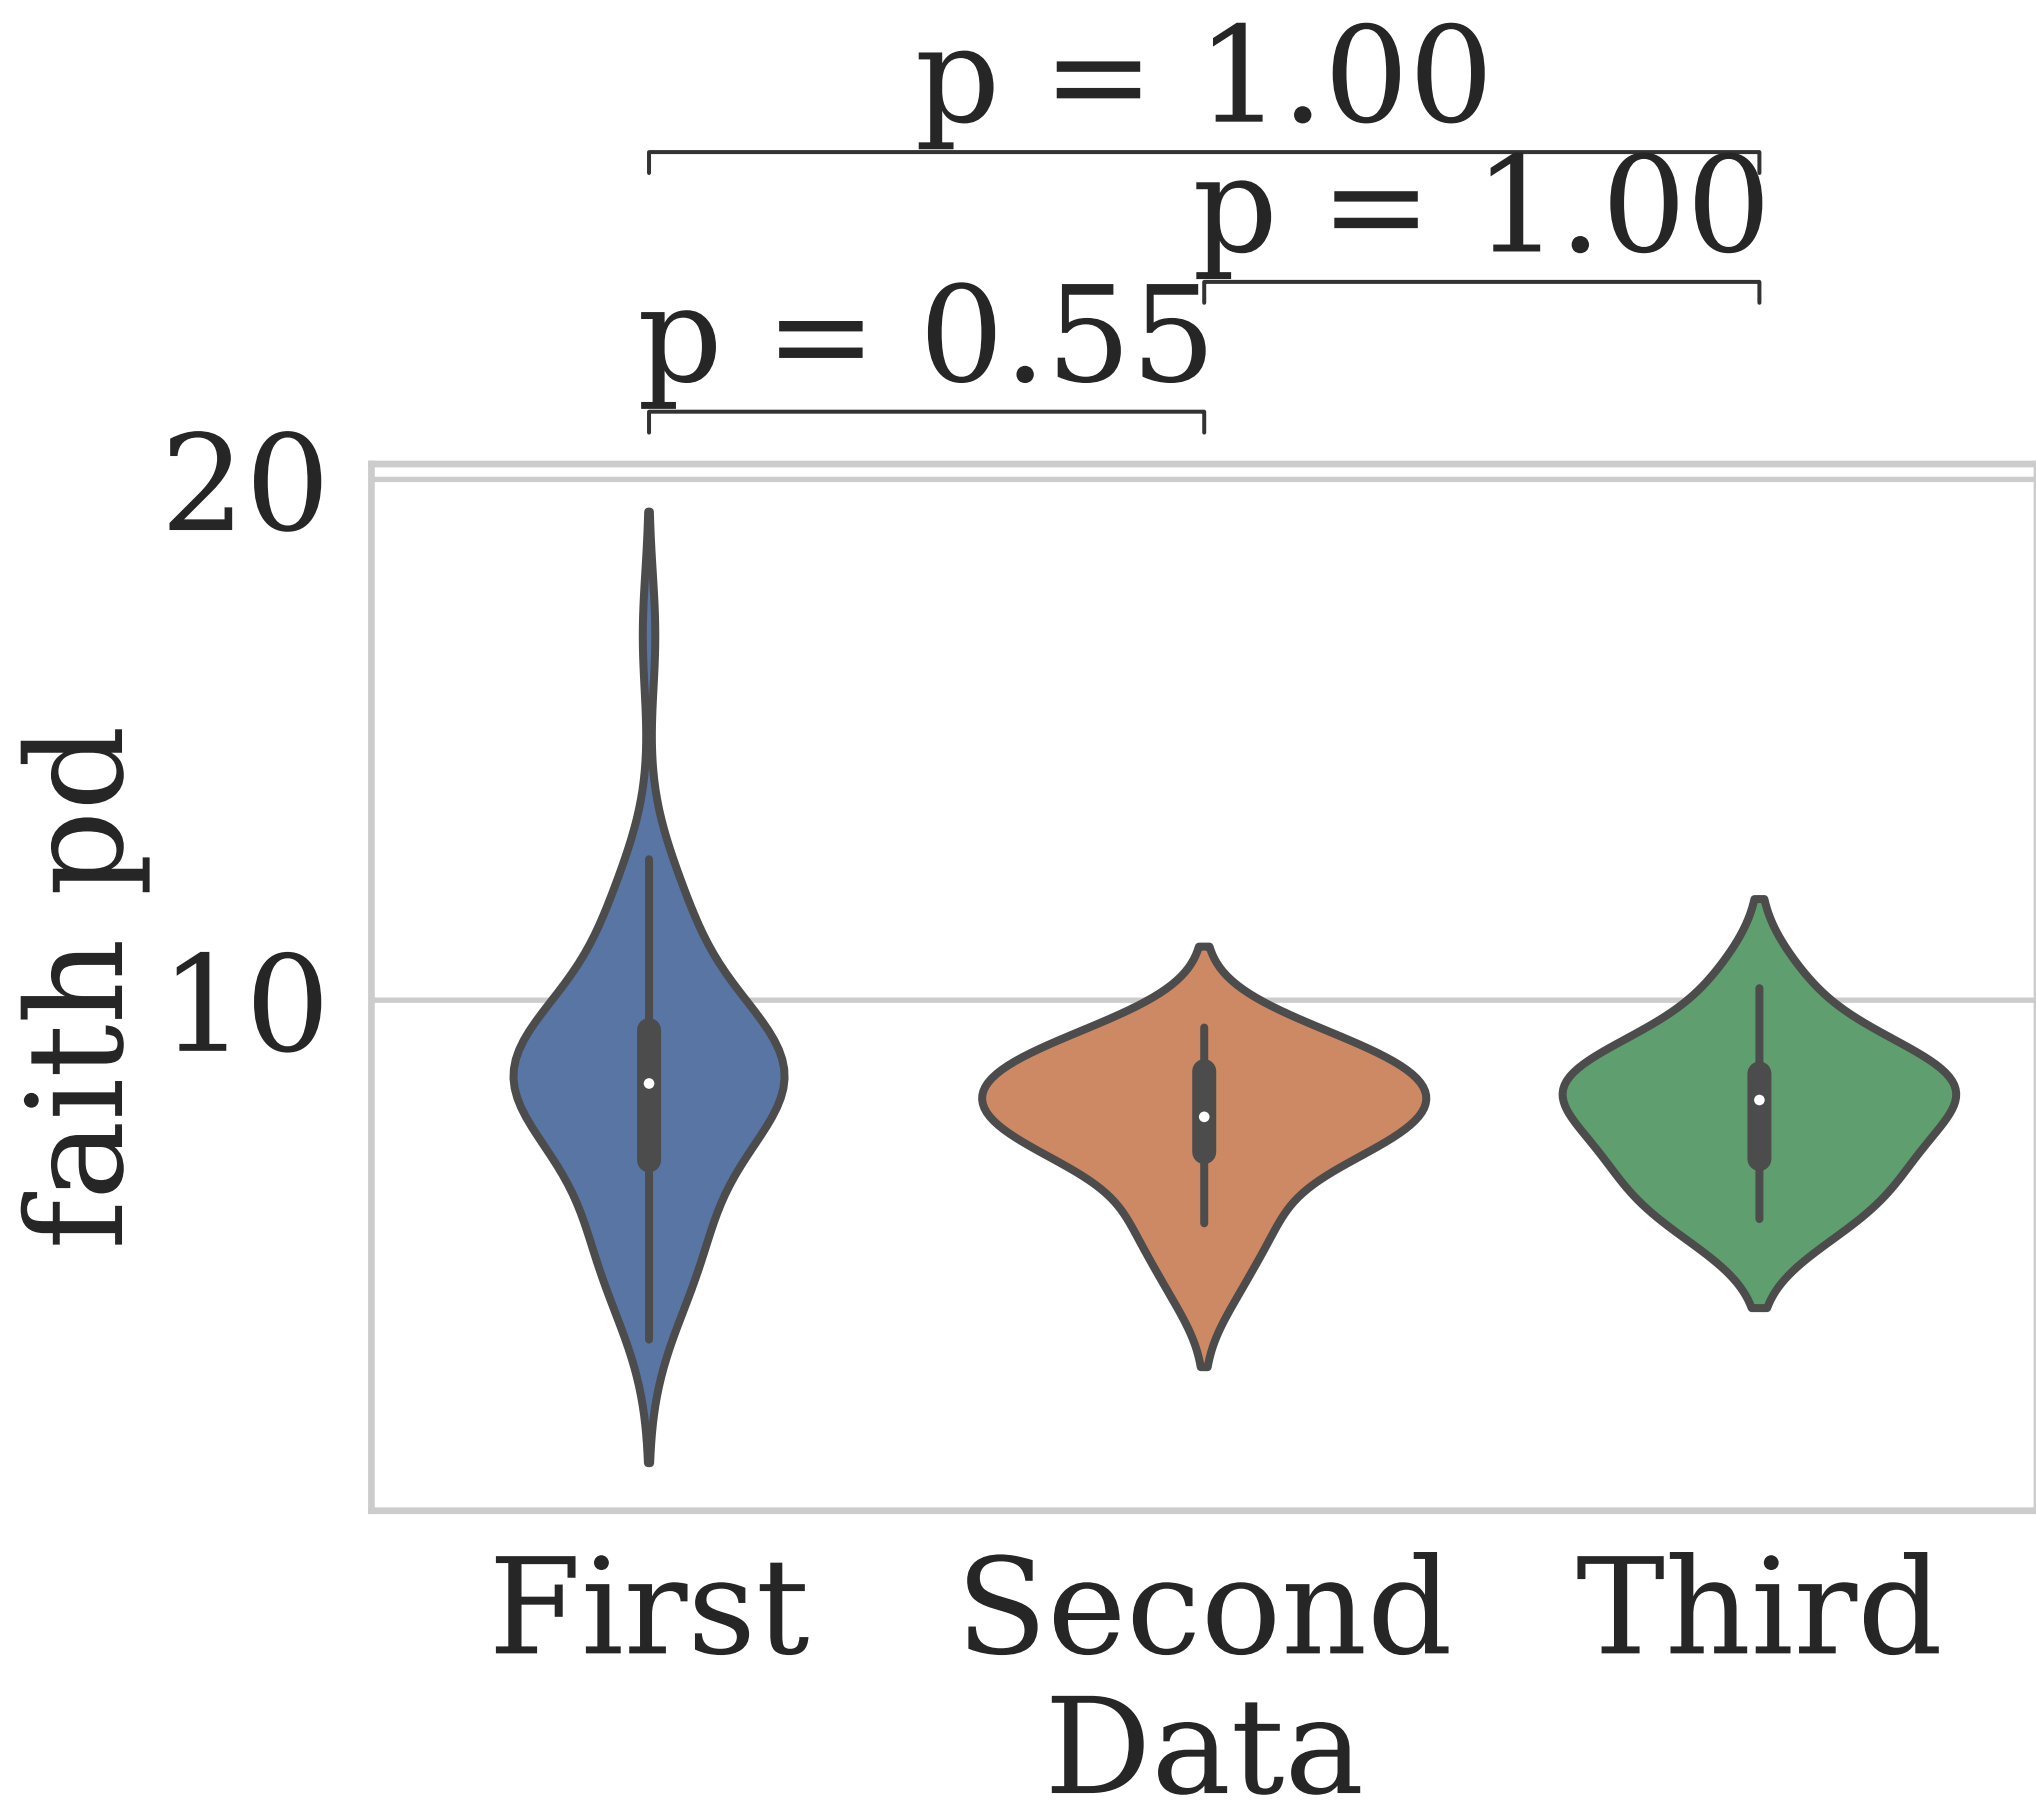 p = 1.00
p = 1.00
p = 0.55
20
10
faith pd
First Second Third
Data